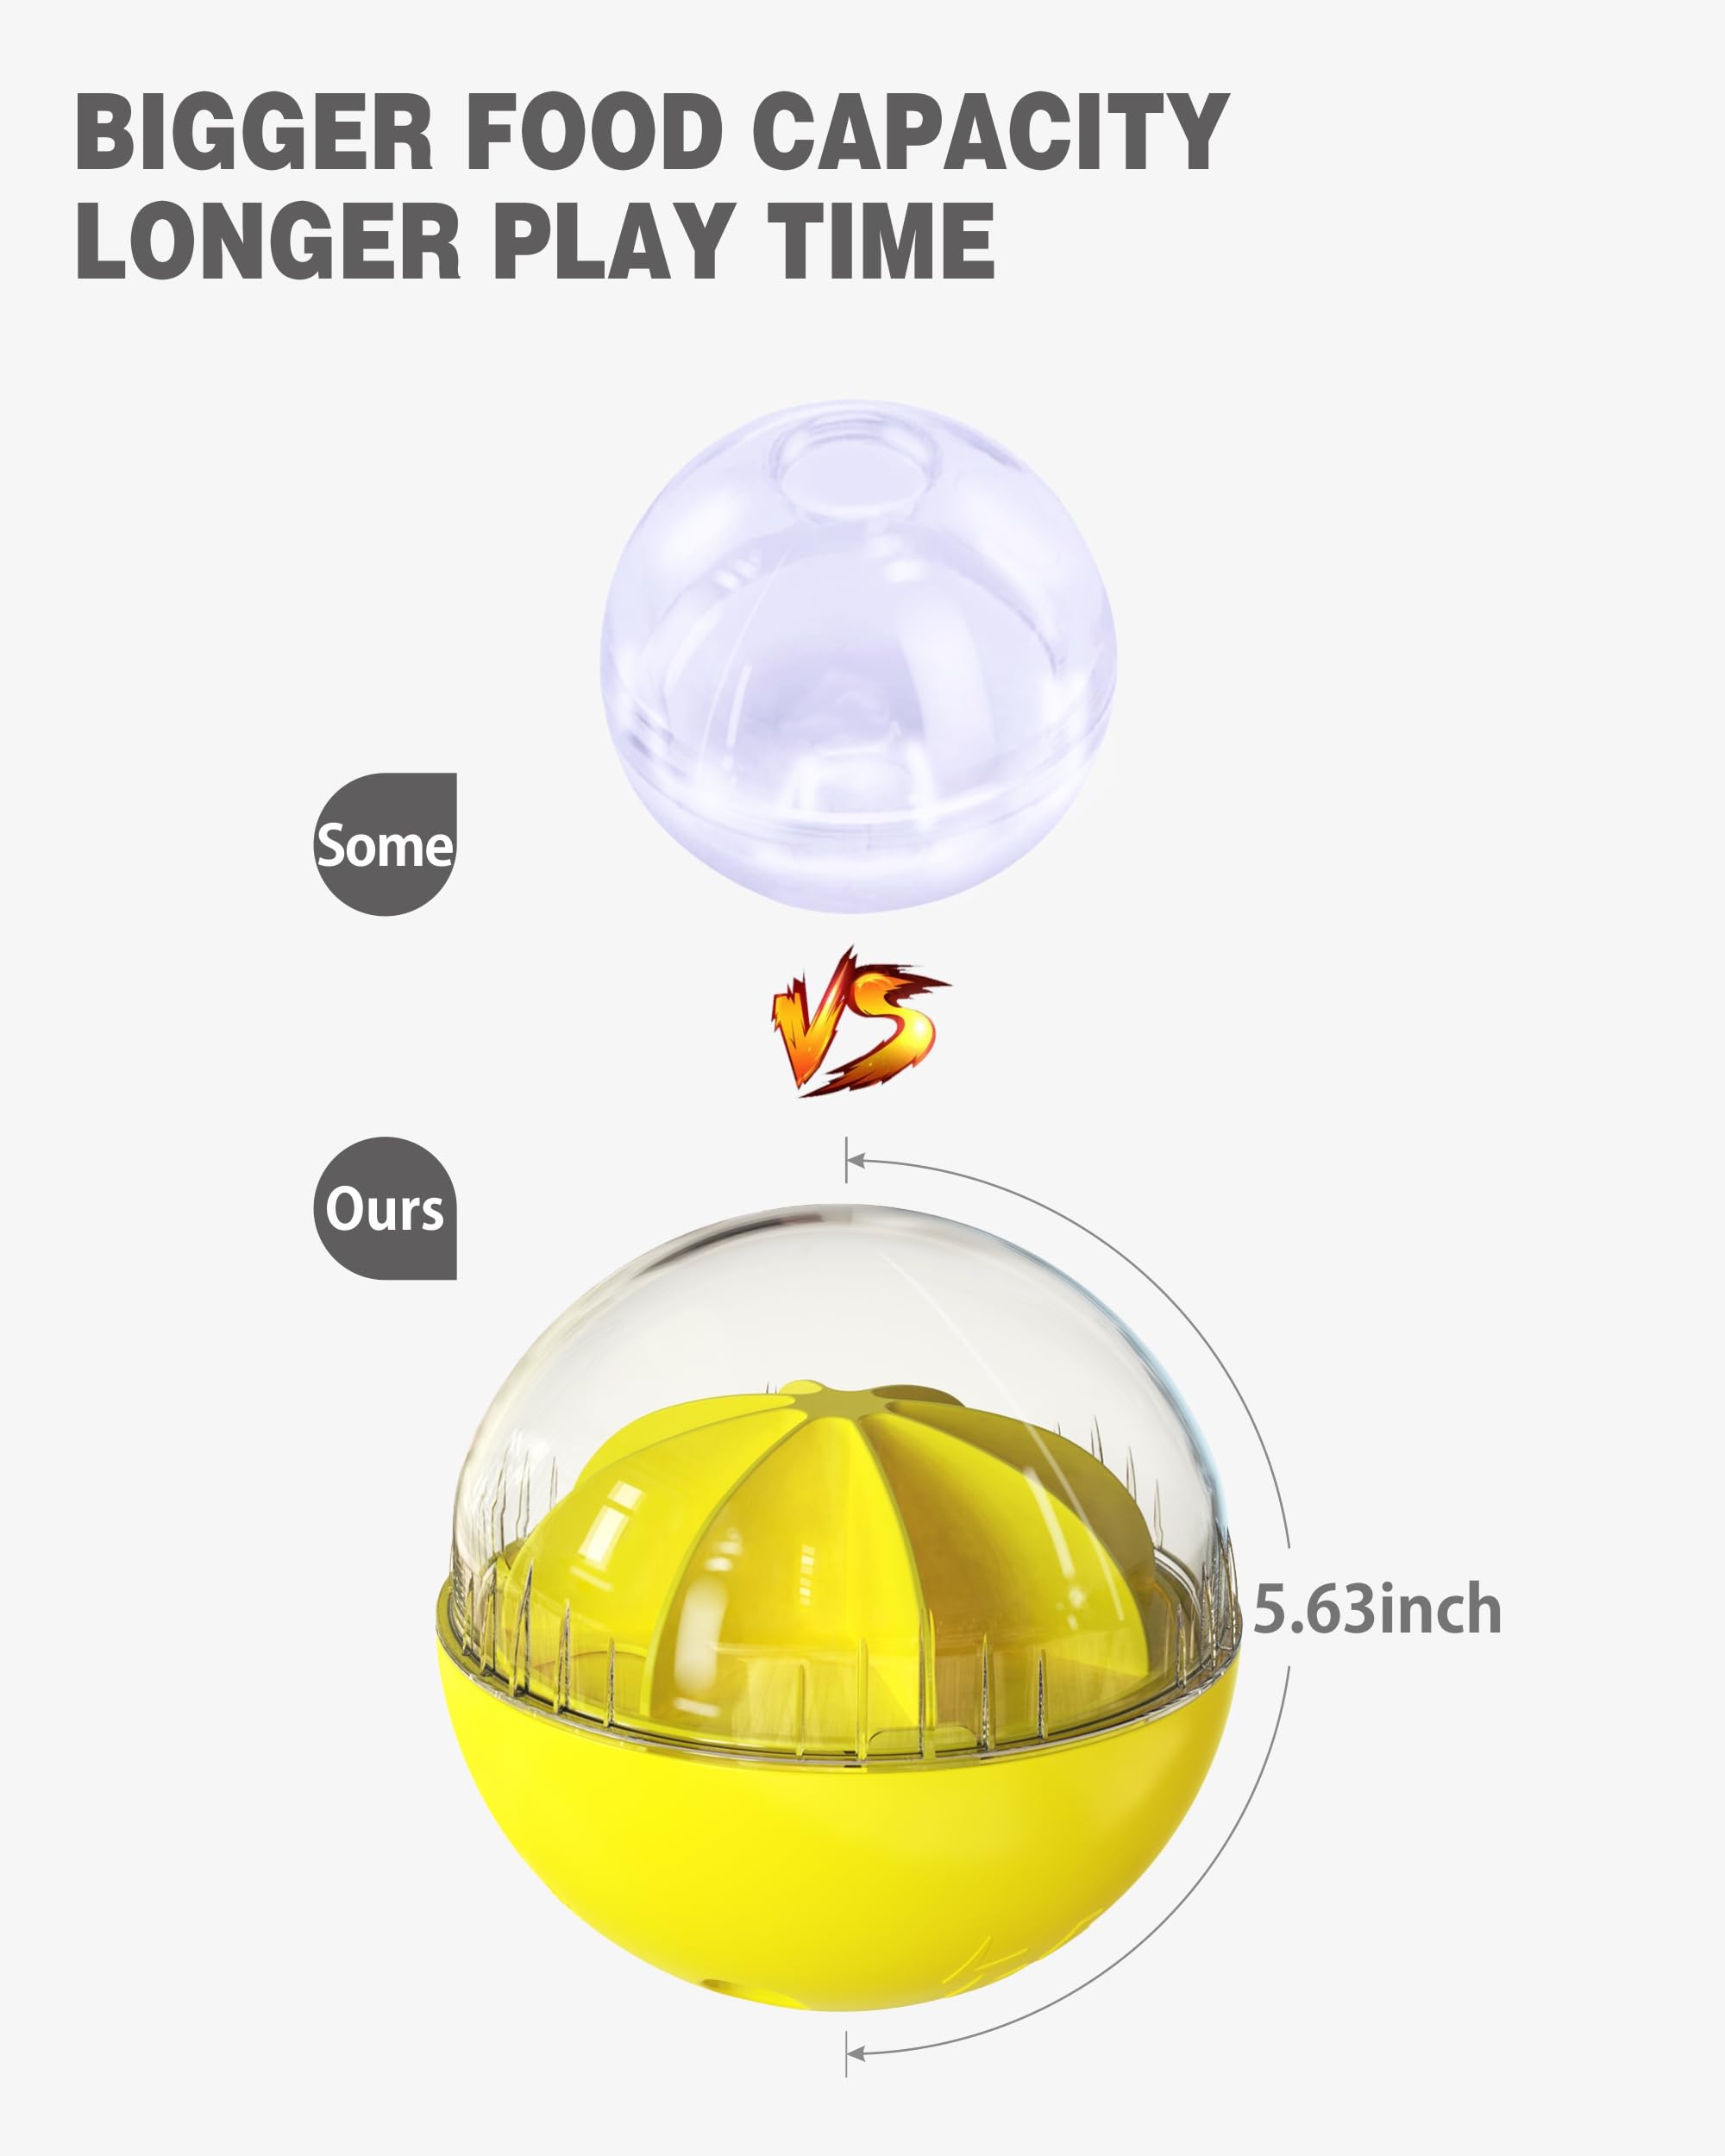 BIGGER FOOD CAPACITY
LONGER PLAY TIME
Some
VS
Ours
5.63inch